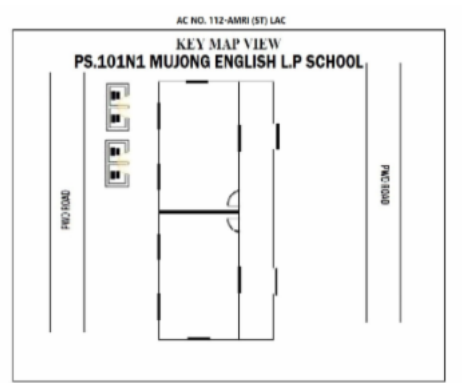 AC NO. 112-AMRI (ST) LAC
KEY MAP VIEW
PS.101N1 MUJONG ENGLISH L.P SCHOOL
PWD ROAD
PWD ROAD